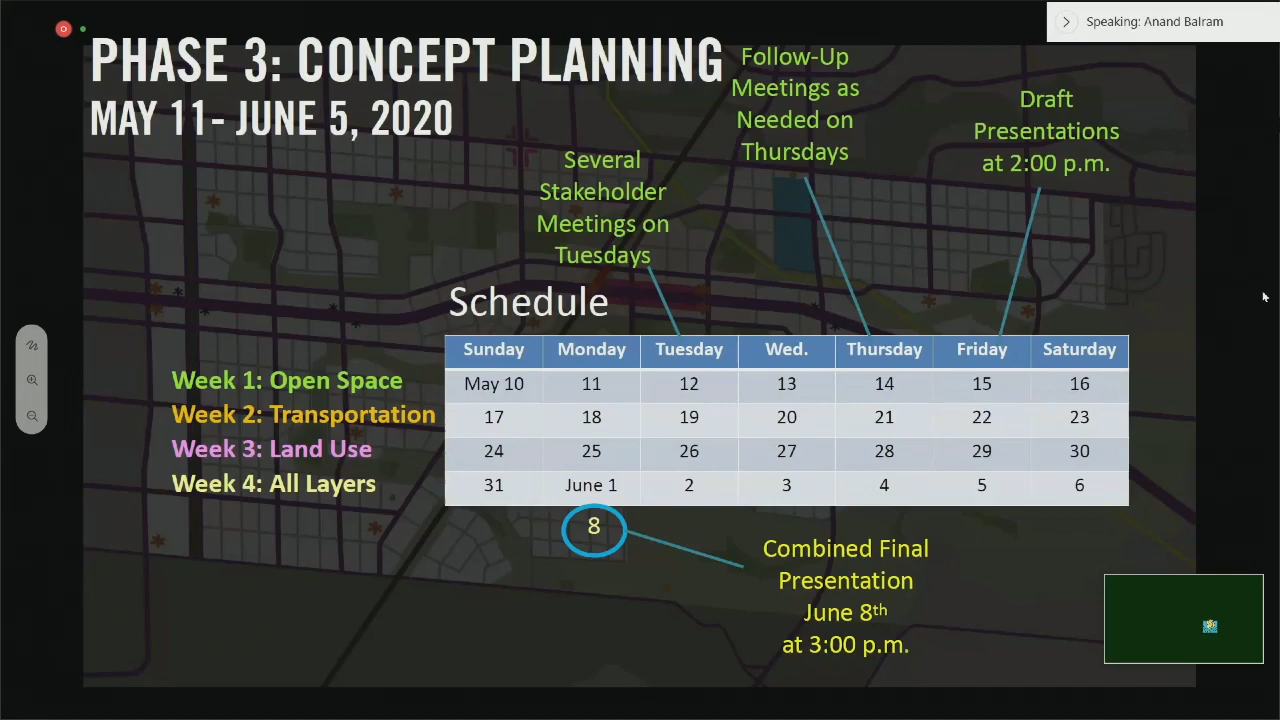 Speaking: Anand Balram
PHASE 3: CONCEPT PLANNING
MAY 11- JUNE 5, 2020
Several
Stakeholder
Meetings on
Tuesdays
Follow-Up
Meetings as
Needed on
Thursdays
Draft
Presentations
at 2:00 p.m.
Schedule
Sunday Monday Tuesday Wed. Thursday Friday Saturday
Week 1: Open Space May 10 11 12 13 14 15 16
Week 2: Transportation 17 18 19 20 21 22 23
Week 3: Land Use 24 25 26 27 28 29 30
Week 4: All Layers 31 June 1 2 3 4 5 6
8
Combined Final
Presentation
June 8th
at 3:00 p.m.